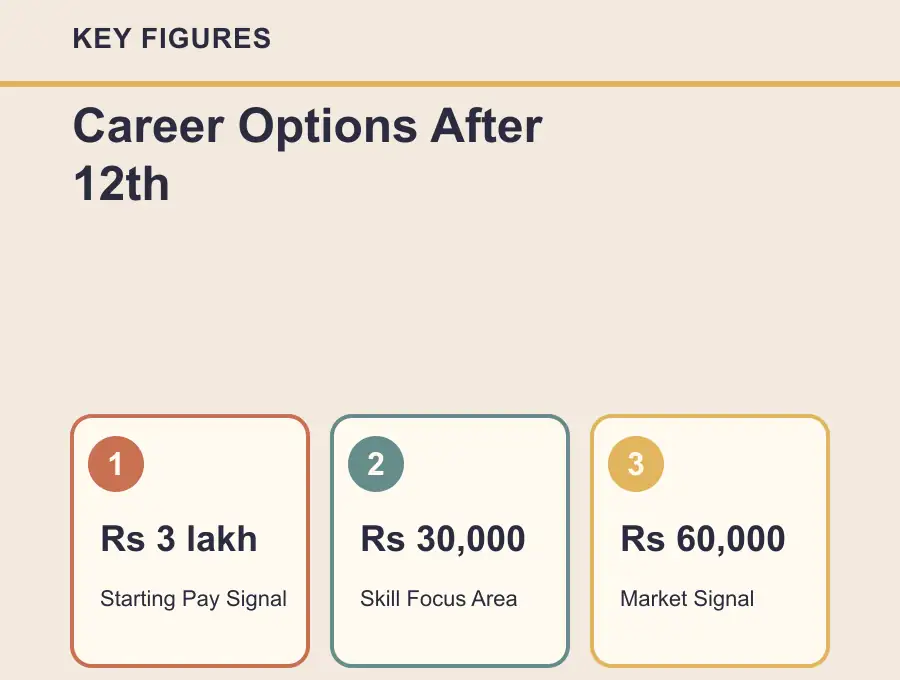 KEY FIGURES
Career Options After
12th
1
Rs 3 lakh
Starting Pay Signal
2
Rs 30,000
Skill Focus Area
3
Rs 60,000
Market Signal